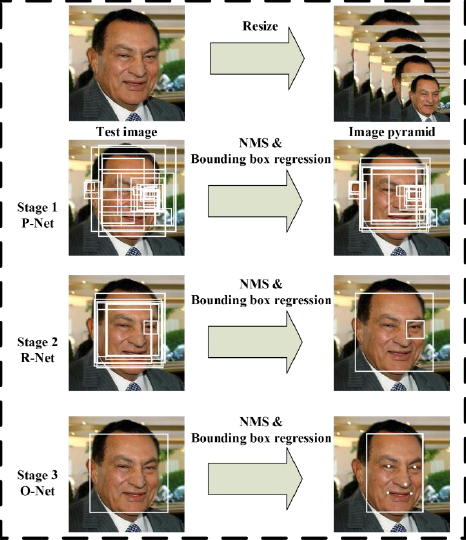 Resize
Test image
Image pyramid
NMS &
Bounding box regression
Stage 1
P-Net
NMS &
Bounding box regression
Stage 2
R-Net
NMS &
Bounding box regression
Stage 3
O-Net